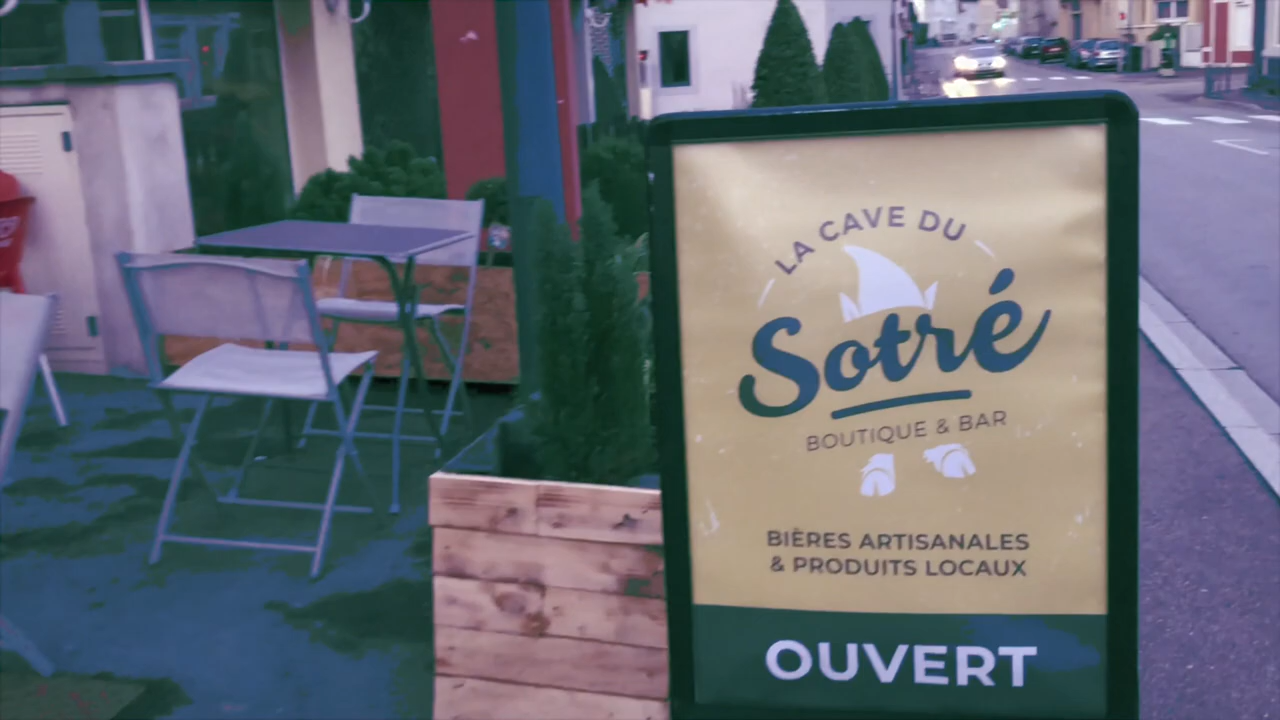 LA CAVE DU
Sotré
BOUTIQUE & BAR
BIÈRES ARTISANALES
& PRODUITS LOCAUX
OUVERT